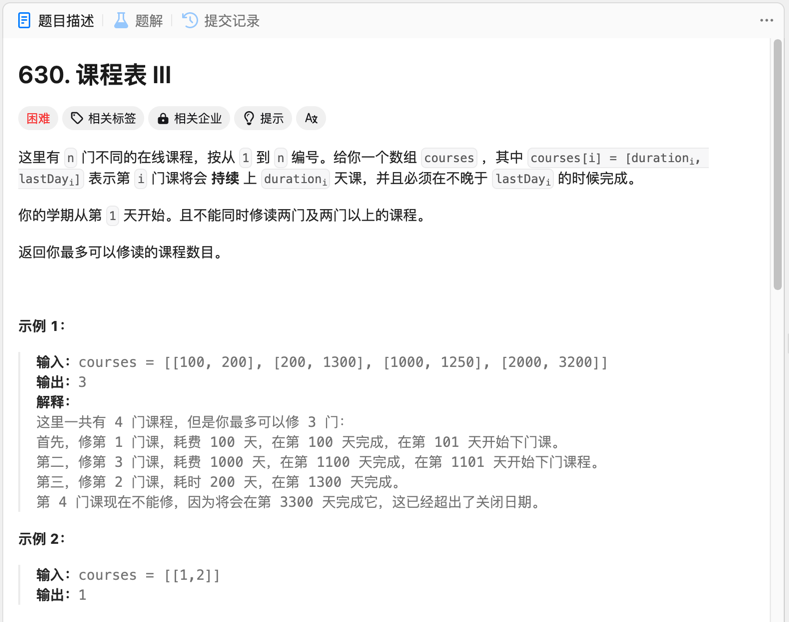 题目描述 题解 提交记录
630. 课程表 III
困难 相关标签 相关企业 提示 Aあ
这里有 n 门不同的在线课程，按从 1 到 n 编号。给你一个数组 courses ，其中 courses[i] = [durationᵢ,
lastDayᵢ] 表示第 i 门课将会 持续 上 durationᵢ 天课，并且必须在不晚于 lastDayᵢ 的时候完成。
你的学期从第 1 天开始。且不能同时修读两门及两门以上的课程。
返回你最多可以修读的课程数目。
示例 1：
输入：courses = [[100, 200], [200, 1300], [1000, 1250], [2000, 3200]]
输出：3
解释：
这里一共有 4 门课程，但是你最多可以修 3 门：
首先，修第 1 门课，耗费 100 天，在第 100 天完成，在第 101 天开始下门课。
第二，修第 3 门课，耗费 1000 天，在第 1100 天完成，在第 1101 天开始下门课程。
第三，修第 2 门课，耗时 200 天，在第 1300 天完成。
第 4 门课现在不能修，因为将会在第 3300 天完成它，这已经超出了关闭日期。
示例 2：
输入：courses = [[1,2]]
输出：1